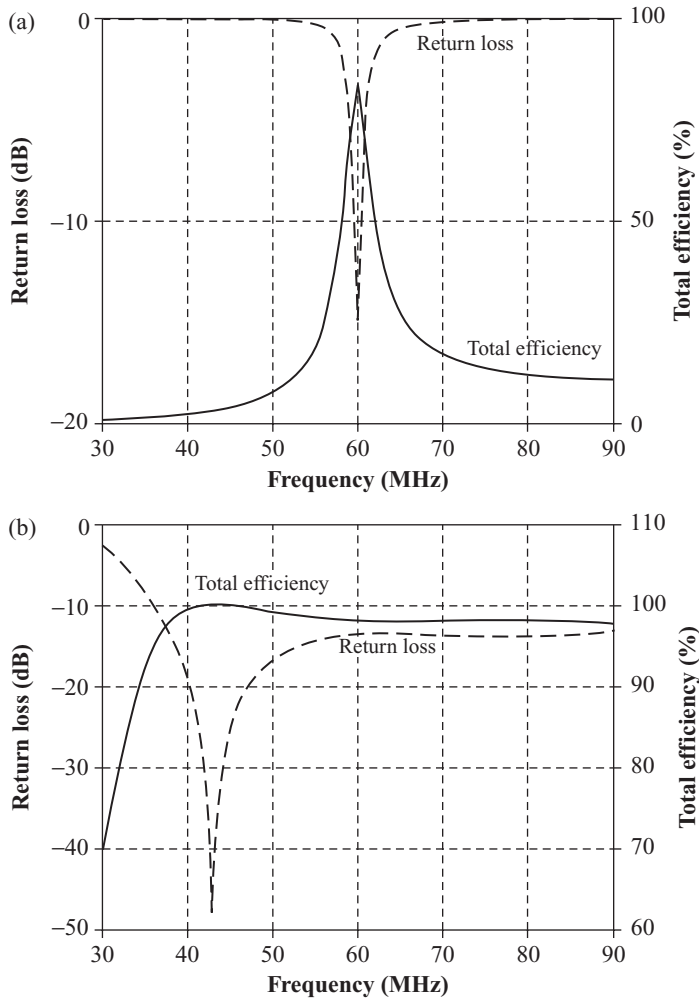 (a)
0
−10
−20
Return loss (dB)
100
50
0
Total efficiency (%)
Return loss
Total efficiency
30 40 50 60 70 80 90
Frequency (MHz)
(b)
0
−10
−20
−30
−40
−50
Return loss (dB)
110
100
90
80
70
60
Total efficiency (%)
Total efficiency
Return loss
30 40 50 60 70 80 90
Frequency (MHz)